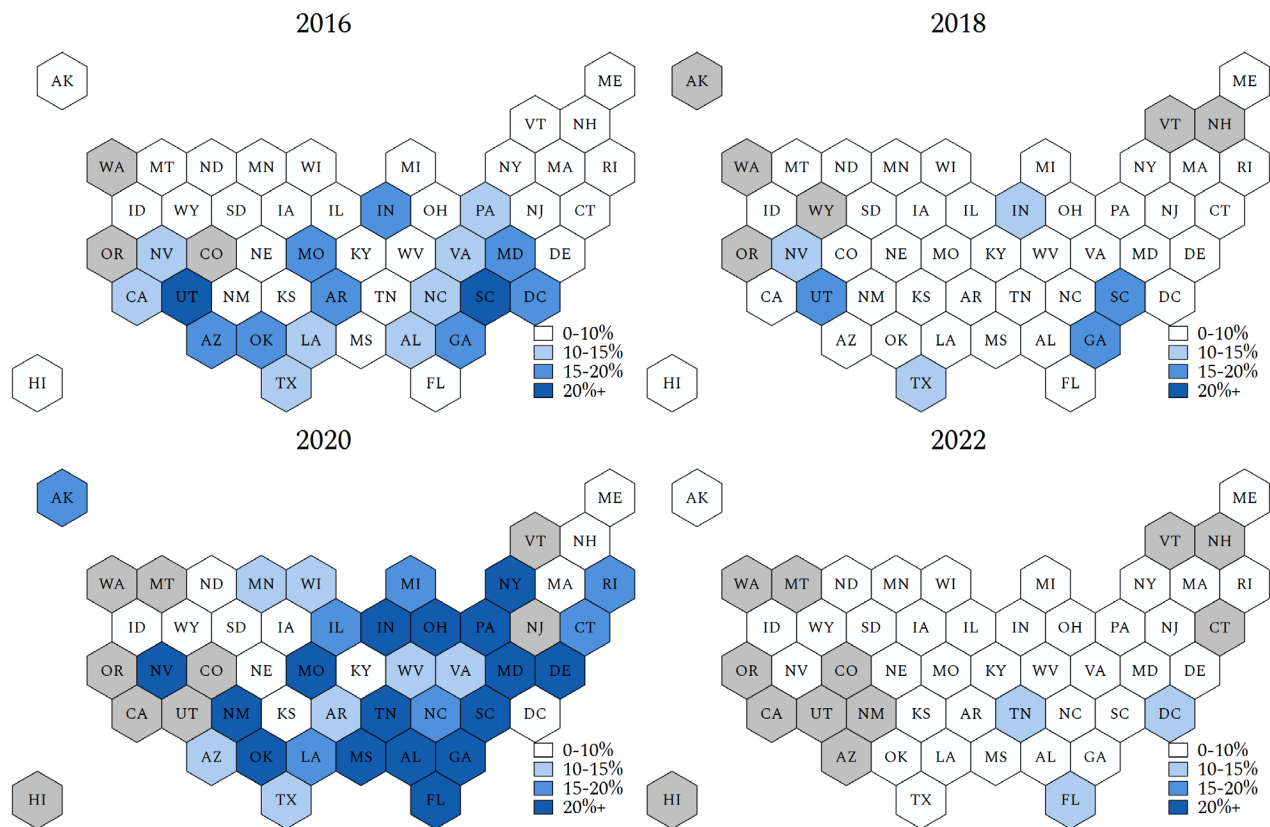 2016
AK
ME
VT NH
WA MT ND MN WI MI NY MA RI
ID WY SD IA IL IN OH PA NJ CT
OR NV CO NE MO KY WV VA MD DE
CA UT NM KS AR TN NC SC DC
AZ OK LA MS AL GA
TX FL
HI
0-10%
10-15%
15-20%
20%+
2018
AK
ME
VT NH
WA MT ND MN WI MI NY MA RI
ID WY SD IA IL IN OH PA NJ CT
OR NV CO NE MO KY WV VA MD DE
CA UT NM KS AR TN NC SC DC
AZ OK LA MS AL GA
TX FL
HI
0-10%
10-15%
15-20%
20%+
2020
AK
ME
VT NH
WA MT ND MN WI MI NY MA RI
ID WY SD IA IL IN OH PA NJ CT
OR NV CO NE MO KY WV VA MD DE
CA UT NM KS AR TN NC SC DC
AZ OK LA MS AL GA
TX FL
HI
0-10%
10-15%
15-20%
20%+
2022
AK
ME
VT NH
WA MT ND MN WI MI NY MA RI
ID WY SD IA IL IN OH PA NJ CT
OR NV CO NE MO KY WV VA MD DE
CA UT NM KS AR TN NC SC DC
AZ OK LA MS AL GA
TX FL
HI
0-10%
10-15%
15-20%
20%+